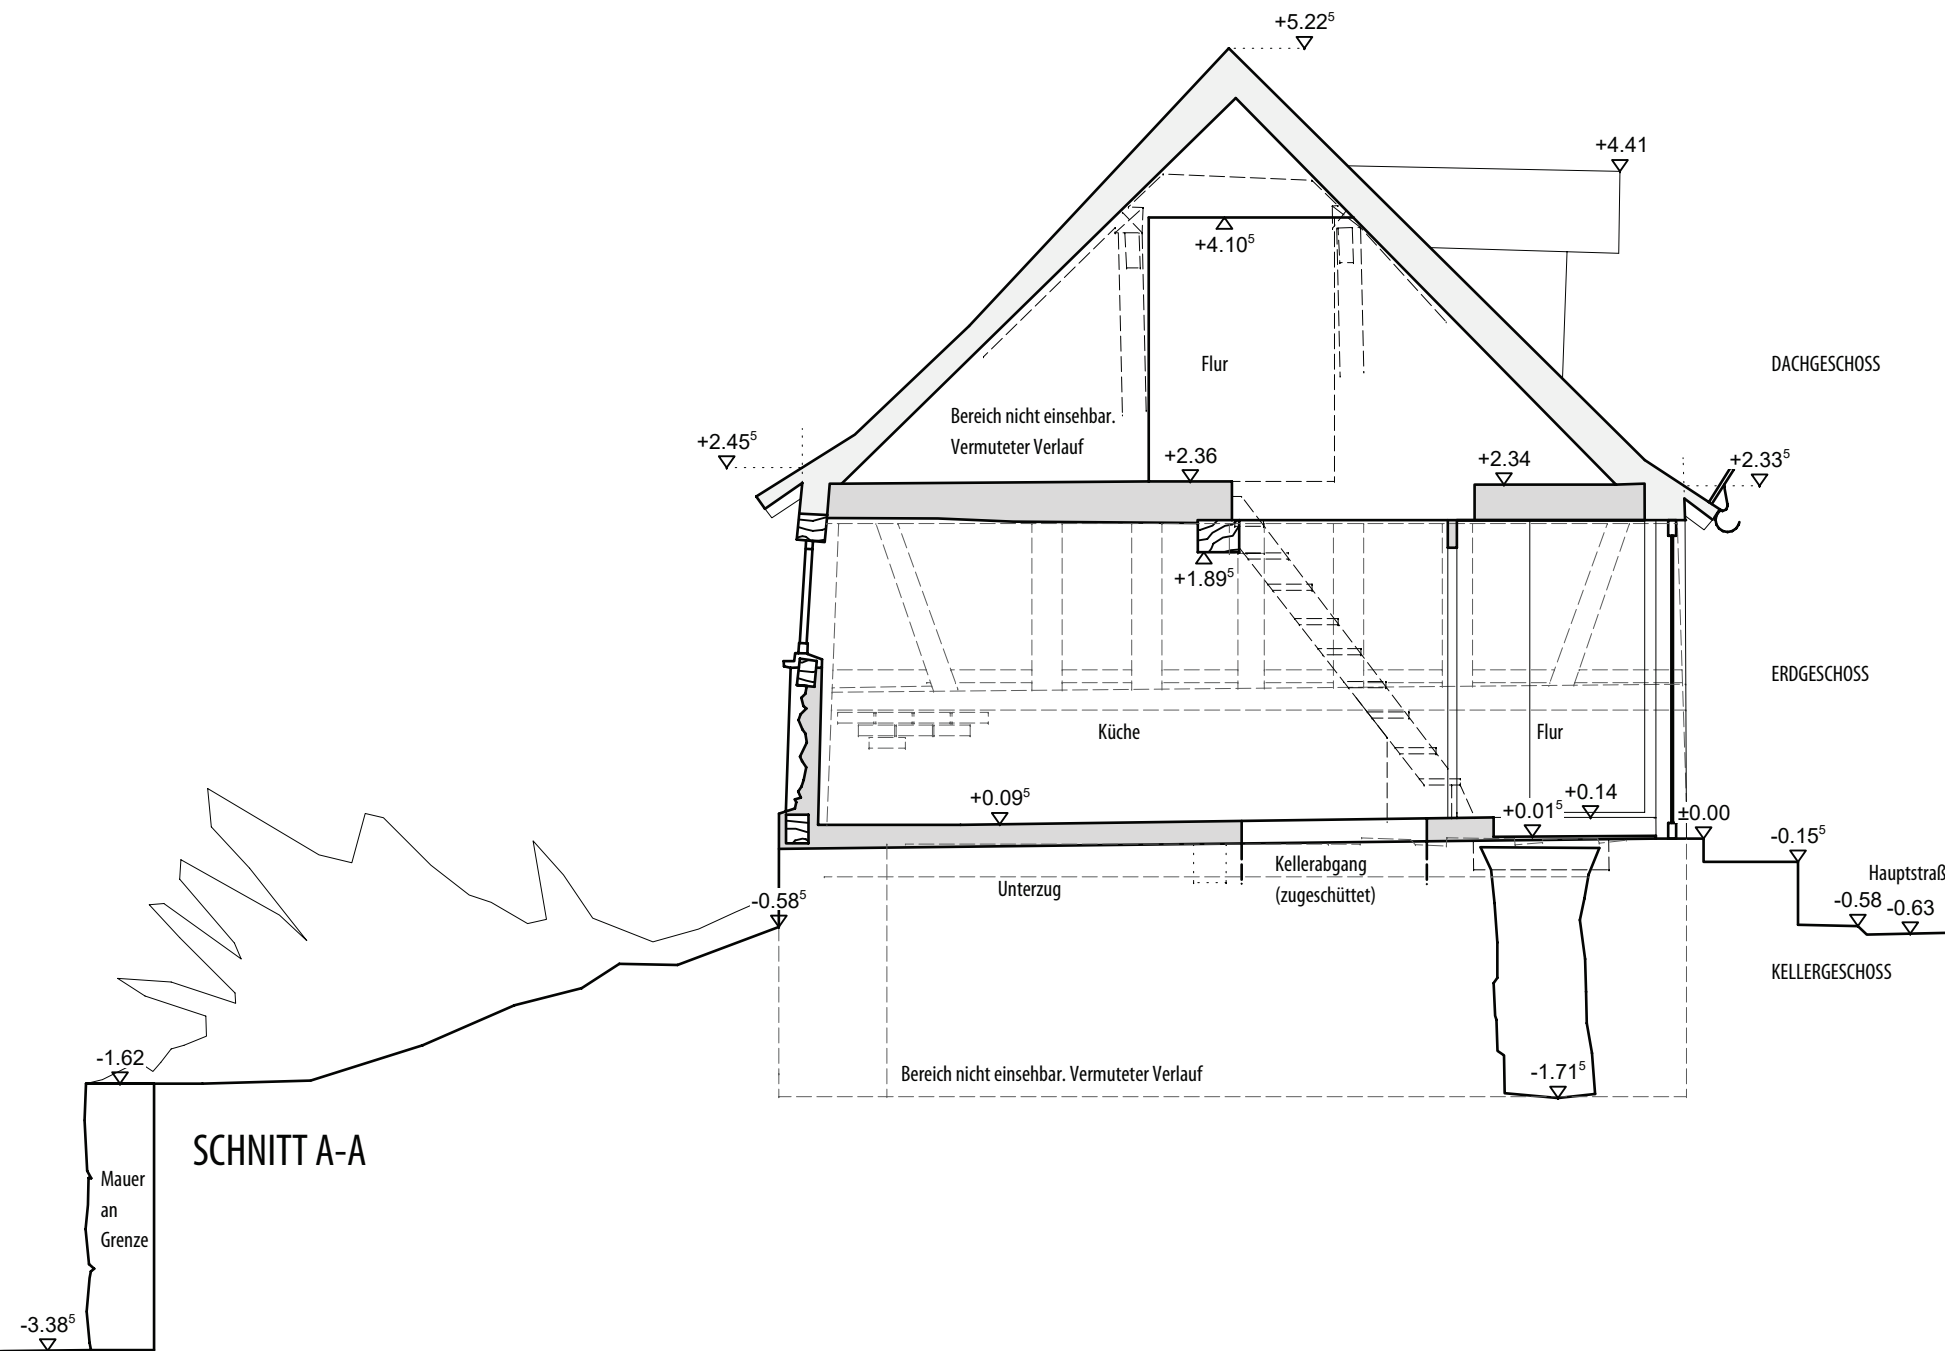 +5.22⁵
+4.41
+4.10⁵
Flur
DACHGESCHOSS
Bereich nicht einsehbar.
Vermuteter Verlauf
+2.45⁵
+2.36
+2.34
+2.33⁵
+1.89⁵
ERDGESCHOSS
Küche
Flur
+0.09⁵
+0.14
+0.01⁵
±0.00
-0.15⁵
Kellerabgang
(zugeschüttet)
Unterzug
Hauptstraß
-0.58⁵
-0.58
-0.63
KELLERGESCHOSS
-1.62
Bereich nicht einsehbar. Vermuteter Verlauf
-1.71⁵
SCHNITT A-A
Mauer
an
Grenze
-3.38⁵